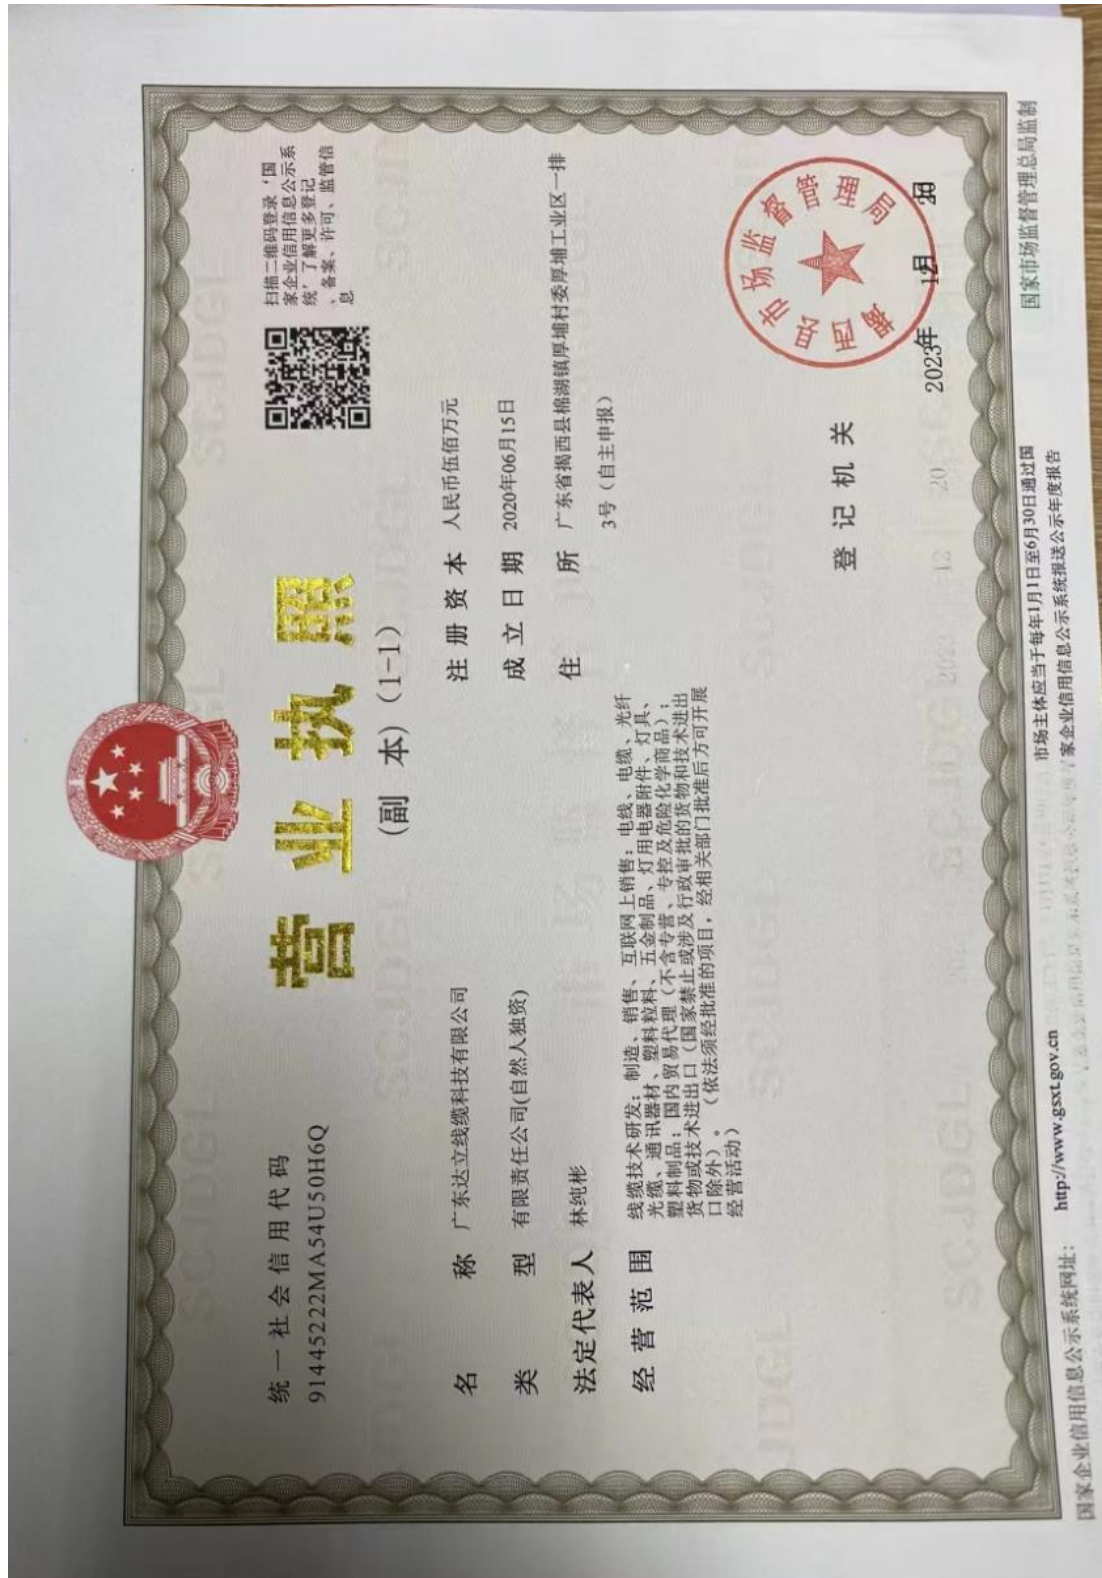 营业执照
(副 本)(1-1)
统一社会信用代码
91445222MA54U50H6Q
扫描二维码登录‘国
家企业信用信息公示系
统’了解更多登记
、备案、许可、监管信
息
名 称 广东达立线缆科技有限公司
类 型 有限责任公司(自然人独资)
法定代表人 林纯彬
经营范围 线缆技术研发;制造、销售、互联网上销售:电线、电缆、光纤
光缆、通讯器材、塑料粒料、五金制品、灯用电器附件、灯具、
塑料制品;国内贸易代理(不含专营、专控及危险化学商品);
货物或技术进出口(国家禁止或涉及行政审批的货物和技术进出
口除外)。(依法须经批准的项目,经相关部门批准后方可开展
经营活动)
注册资本 人民币伍佰万元
成立日期 2020年06月15日
住 所 广东省揭西县棉湖镇厚埔村委厚埔工业区一排
3号(自主申报)
登记机关
揭西县市场监督管理局
2023年 12月 日
国家企业信用信息公示系统网址: http://www.gsxt.gov.cn
市场主体应当于每年1月1日至6月30日通过国
家企业信用信息公示系统报送公示年度报告
国家市场监督管理总局监制